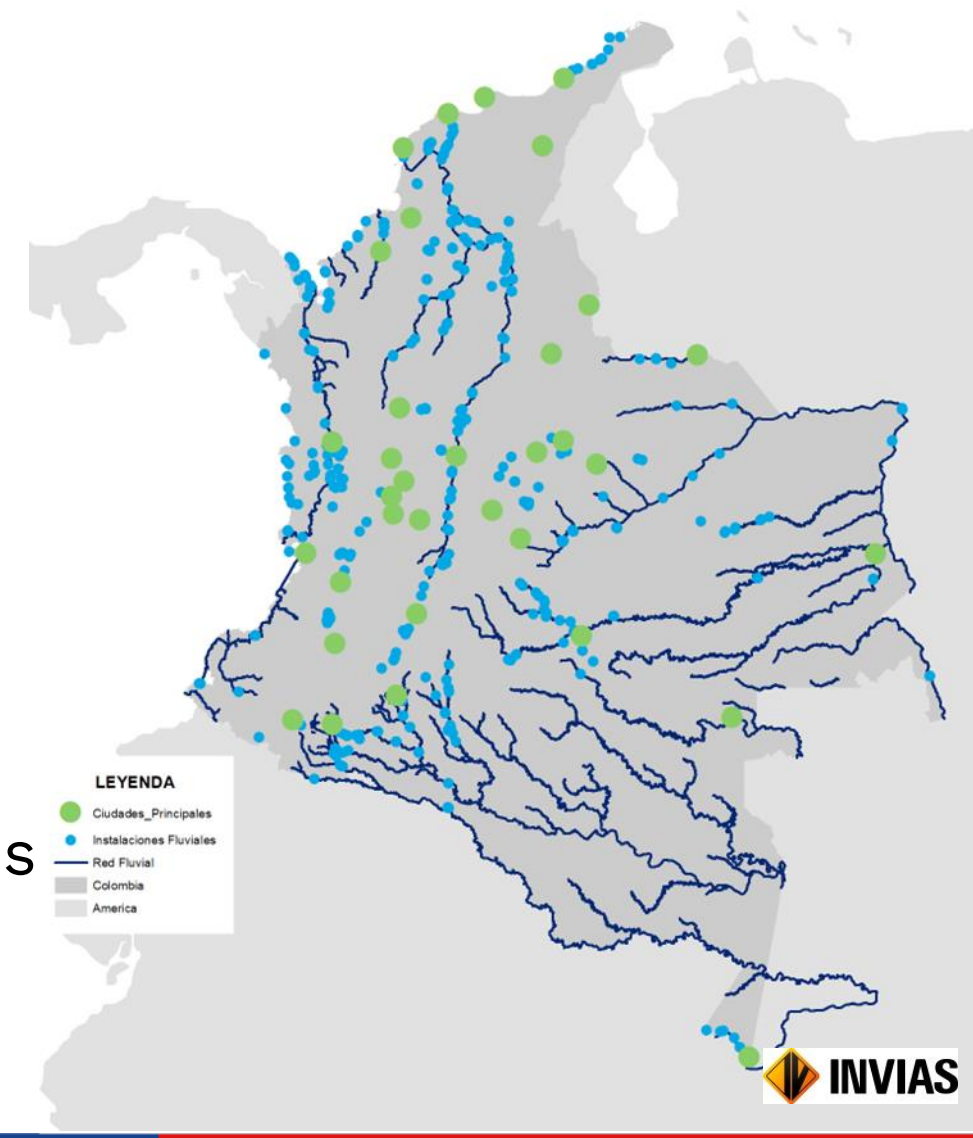 LEYENDA
Ciudades_Principales
Instalaciones Fluviales
Red Fluvial
Colombia
America
s
INVIAS